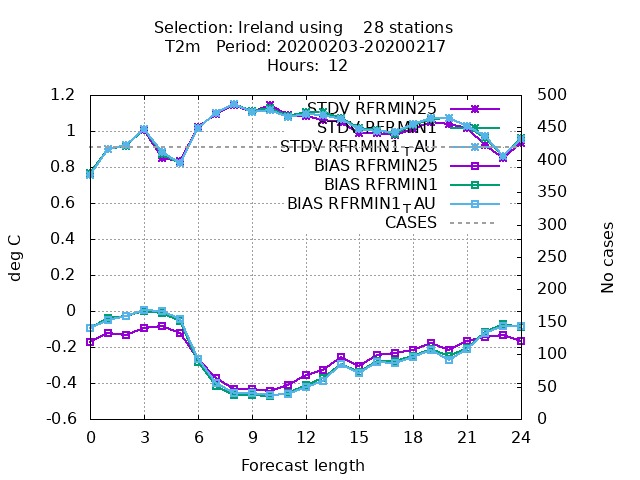 Selection: Ireland using 28 stations
T2m Period: 20200203-20200217
Hours: 12
STDV RFRMIN25
STDV RFRMIN1
STDV RFRMIN1_TAU
BIAS RFRMIN25
BIAS RFRMIN1
BIAS RFRMIN1_TAU
CASES
1.2
1
0.8
0.6
0.4
0.2
0
-0.2
-0.4
-0.6
500
450
400
350
300
250
200
150
100
50
0
deg C
No cases
0 3 6 9 12 15 18 21 24
Forecast length